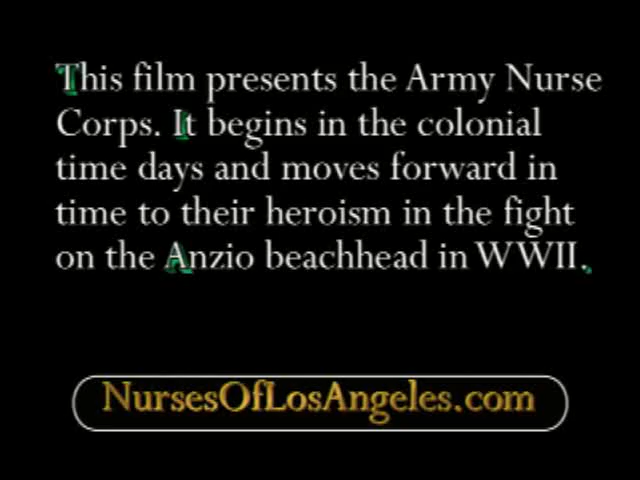 This film presents the Army Nurse
Corps. It begins in the colonial
time days and moves forward in
time to their heroism in the fight
on the Anzio beachhead in WWII.
NursesOfLosAngeles.com